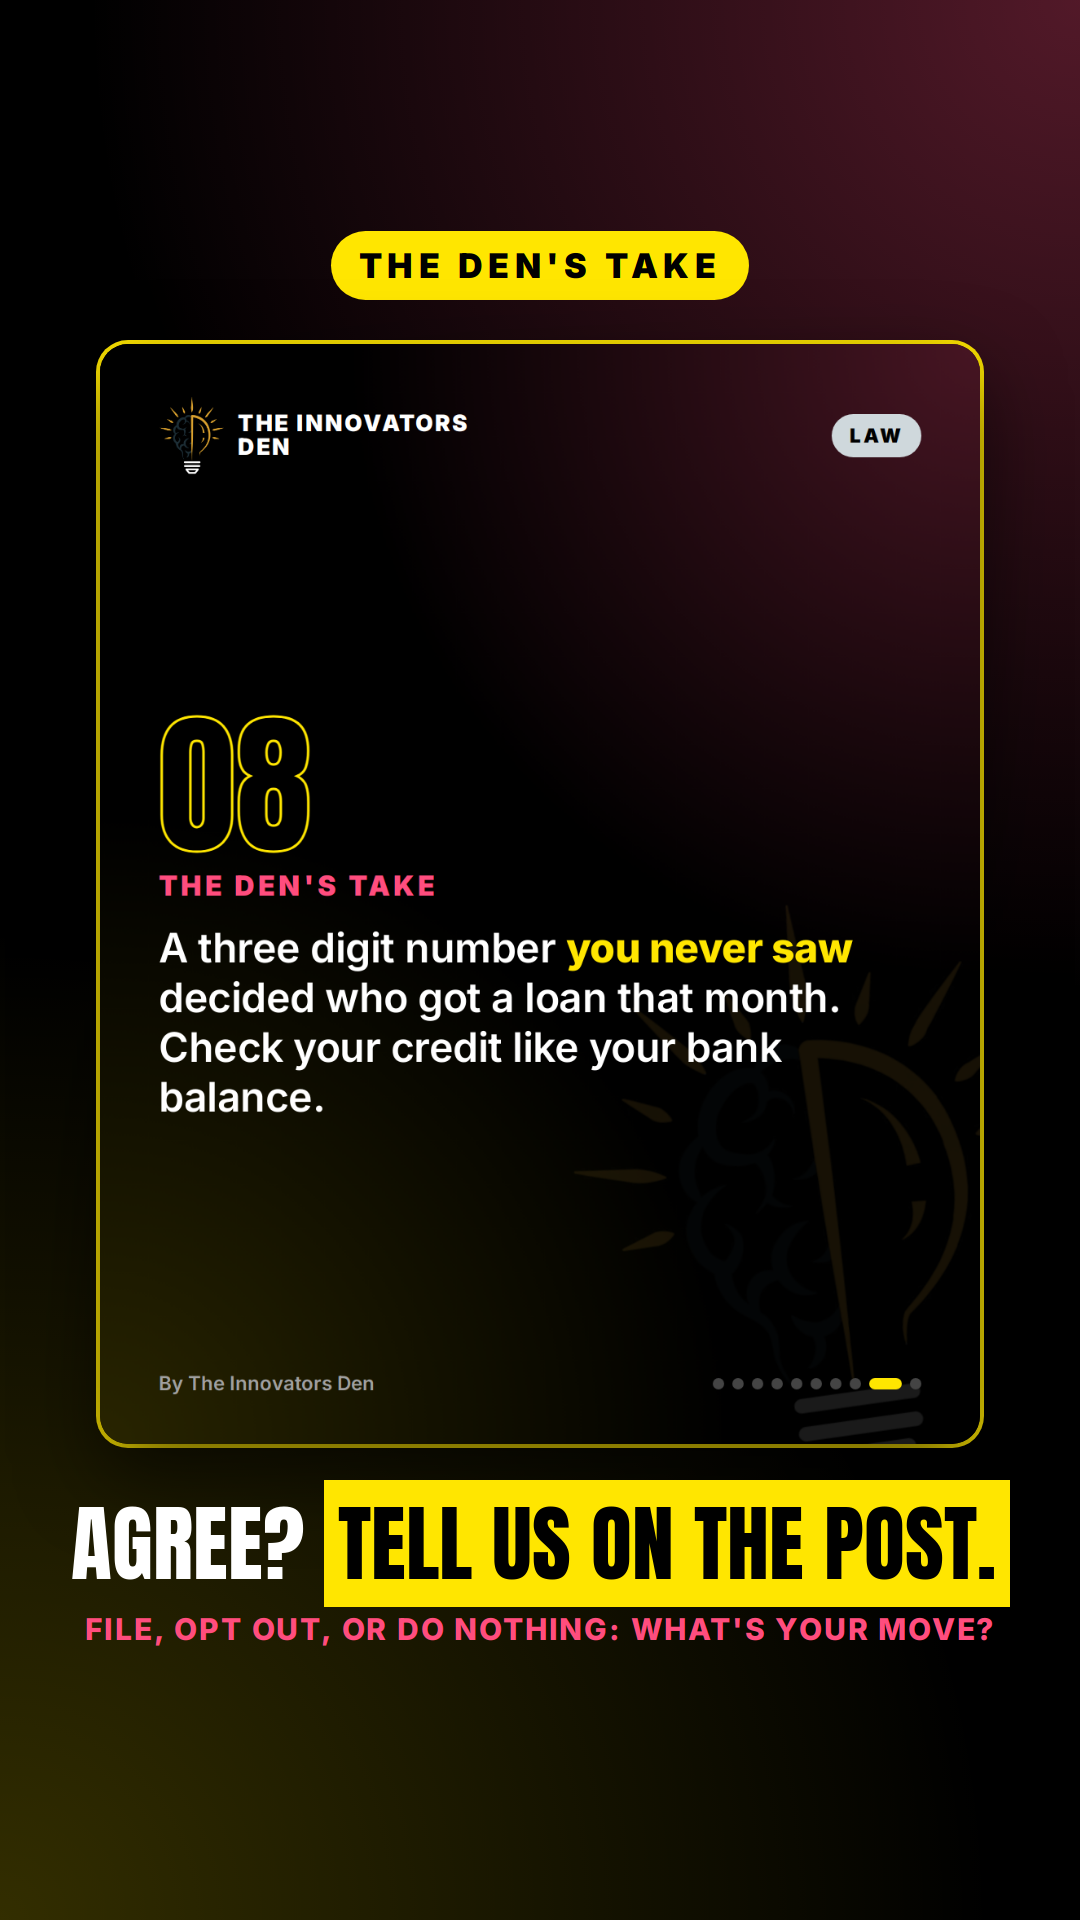 THE DEN'S TAKE
THE INNOVATORS
DEN
LAW
08
THE DEN'S TAKE
A three digit number you never saw
decided who got a loan that month.
Check your credit like your bank
balance.
By The Innovators Den
AGREE? TELL US ON THE POST.
FILE, OPT OUT, OR DO NOTHING: WHAT'S YOUR MOVE?